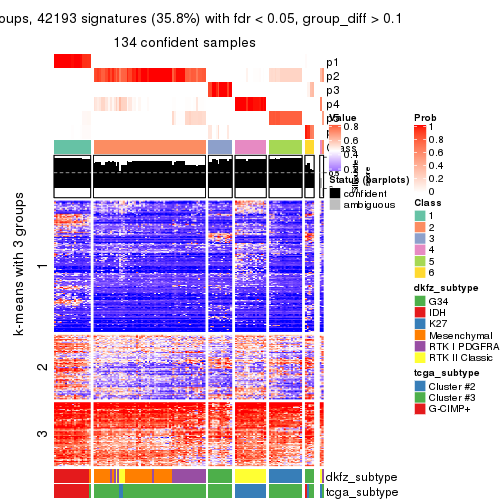 oups, 42193 signatures (35.8%) with fdr < 0.05, group_diff > 0.1
134 confident samples
p1
p2
p3
p4
Value
0.8
0.6
0.4
0.2
Status (barplots)
confident
ambiguous
k-means with 3 groups
1
2
3
dkfz_subtype
tcga_subtype
Prob
1
0.8
0.6
0.4
0.2
0
Class
1
2
3
4
5
6
dkfz_subtype
G34
IDH
K27
Mesenchymal
RTK I PDGFRA
RTK II Classic
tcga_subtype
Cluster #2
Cluster #3
G-CIMP+